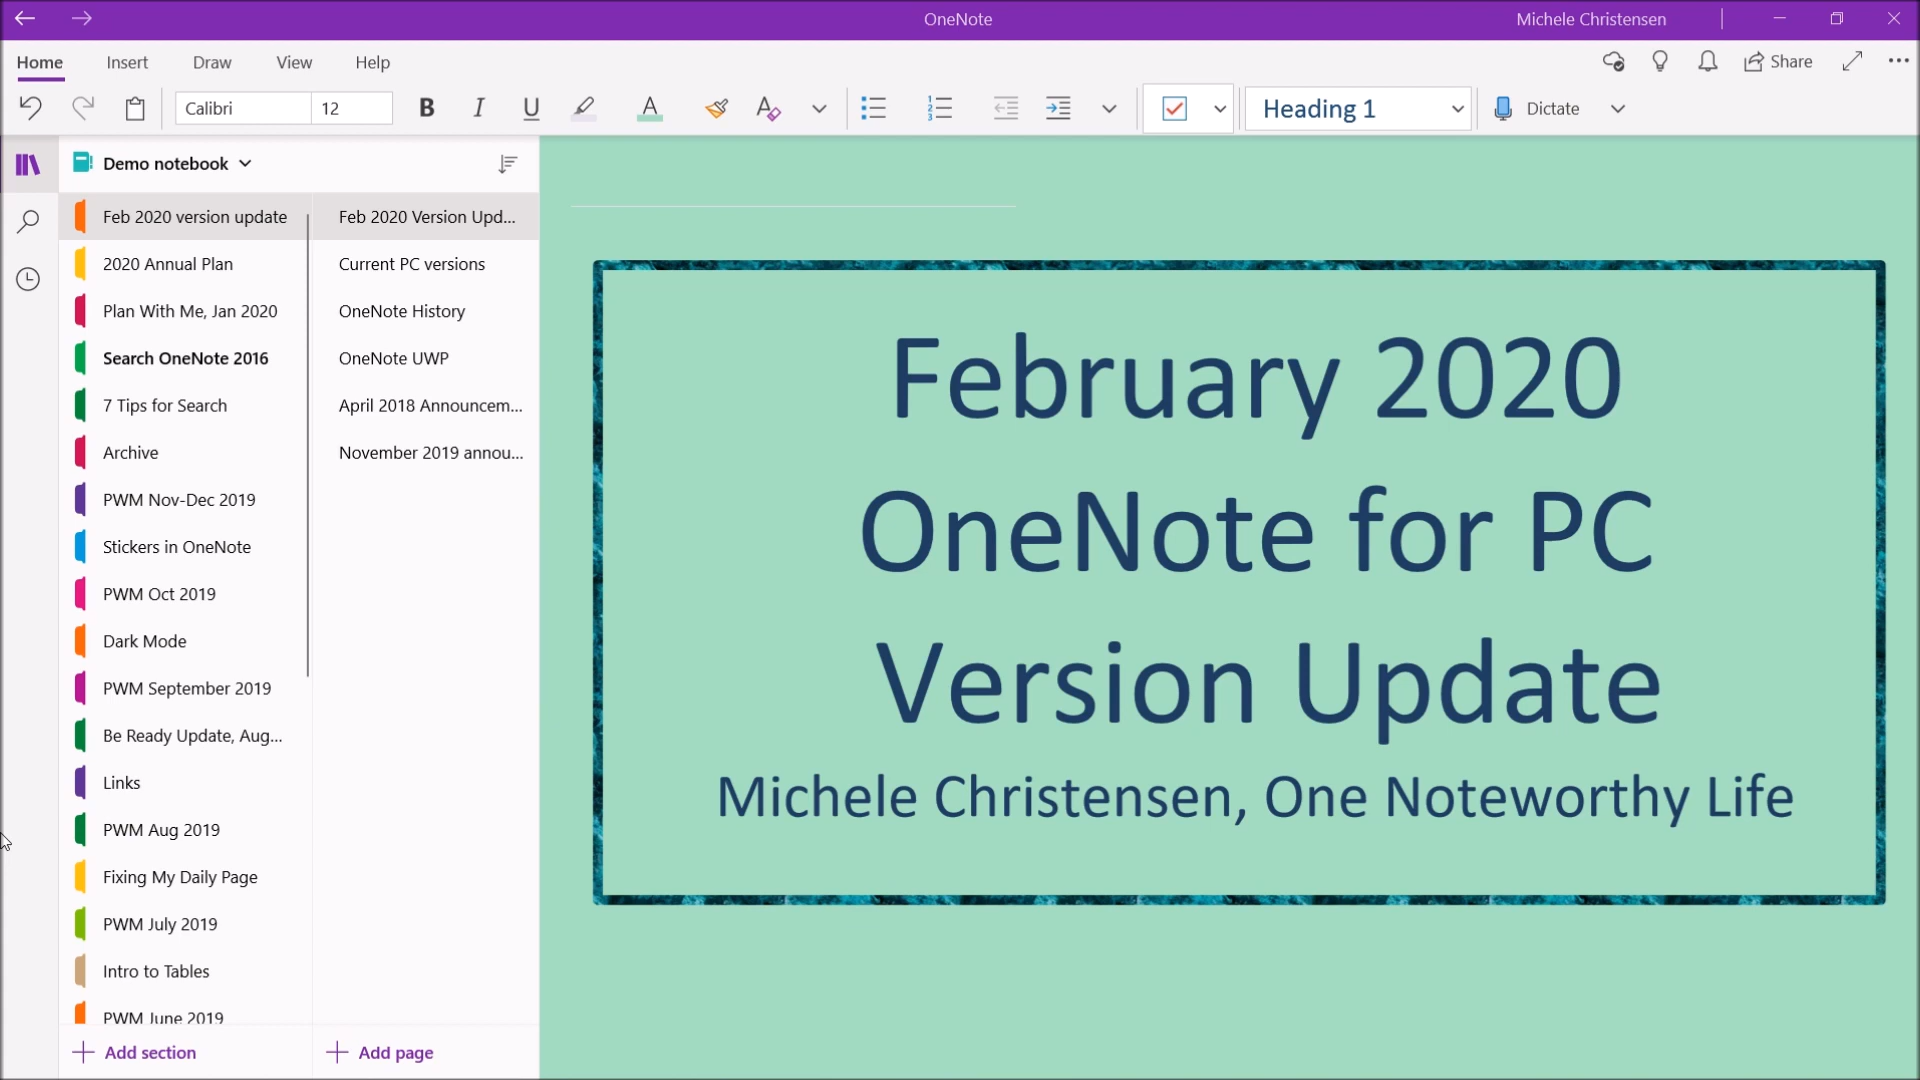 OneNote
Michele Christensen
Home Insert Draw View Help
Share
Calibri 12 B I U A A
Heading 1
Dictate
Demo notebook
Feb 2020 version update
2020 Annual Plan
Plan With Me, Jan 2020
Search OneNote 2016
7 Tips for Search
Archive
PWM Nov-Dec 2019
Stickers in OneNote
PWM Oct 2019
Dark Mode
PWM September 2019
Be Ready Update, Aug...
Links
PWM Aug 2019
Fixing My Daily Page
PWM July 2019
Intro to Tables
PWM June 2019
Add section
Feb 2020 Version Upd...
Current PC versions
OneNote History
OneNote UWP
April 2018 Announcem...
November 2019 annou...
Add page
February 2020
OneNote for PC
Version Update
Michele Christensen, One Noteworthy Life